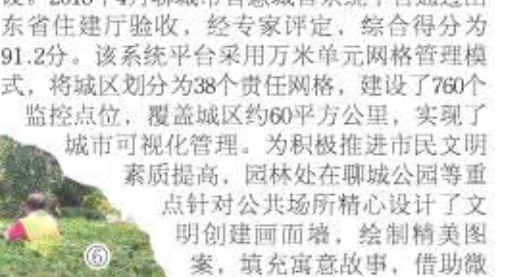 东省住建厅验收，经专家评定，综合得分为
91.2分。该系统平台采用万米单元网格管理模
式，将城区划分为38个责任网格，建设了760个
监控点位，覆盖城区约60平方公里，实现了
城市可视化管理。为积极推进市民文明
素质提高，园林处在聊城公园等重
点针对公共场所精心设计了文
明创建画面墙，绘制精美图
案，填充寓意故事，借助微
⑥